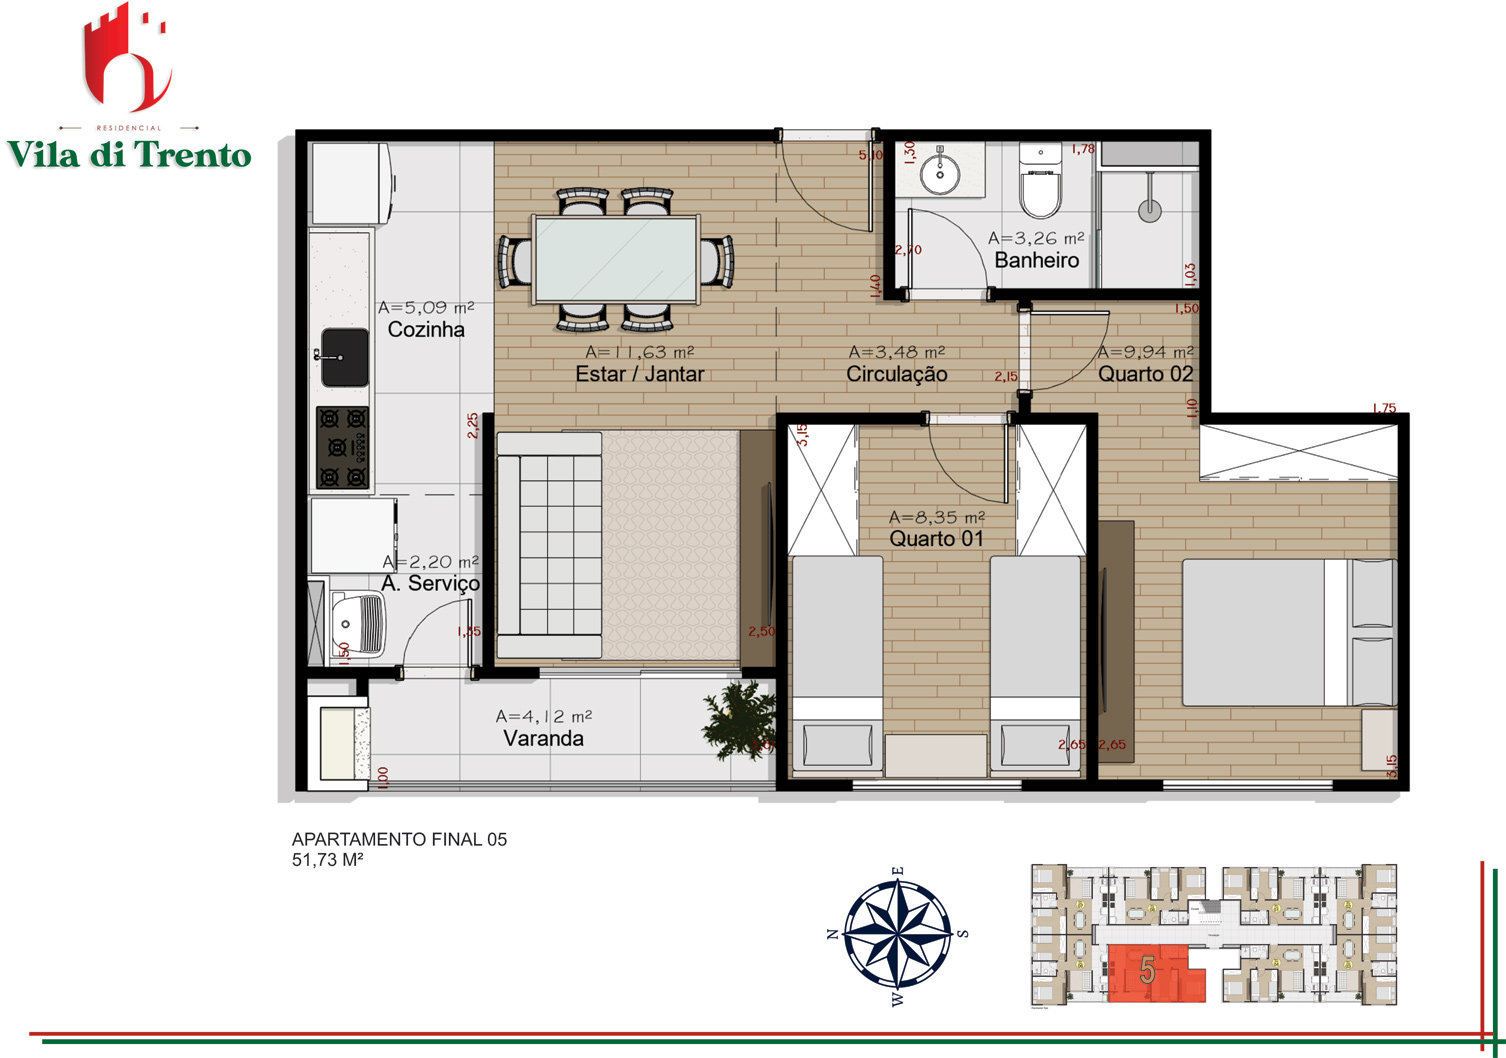 RESIDENCIAL
Vila di Trento
5,10
1,30
1,78
A=3,26 m²
Banheiro
2,70
1,03
1,40
A=5,09 m²
Cozinha
1,50
A=11,63 m²
Estar / Jantar
A=3,48 m²
Circulação
2,15
A=9,94 m²
Quarto 02
1,10
1,75
2,25
3,15
A=8,35 m²
Quarto 01
A=2,20 m²
A. Serviço
1,50
1,35
2,50
A=4,12 m²
Varanda
1,00
2,65
2,65
3,15
APARTAMENTO FINAL 05
51,73 M²
E
N
S
W
5